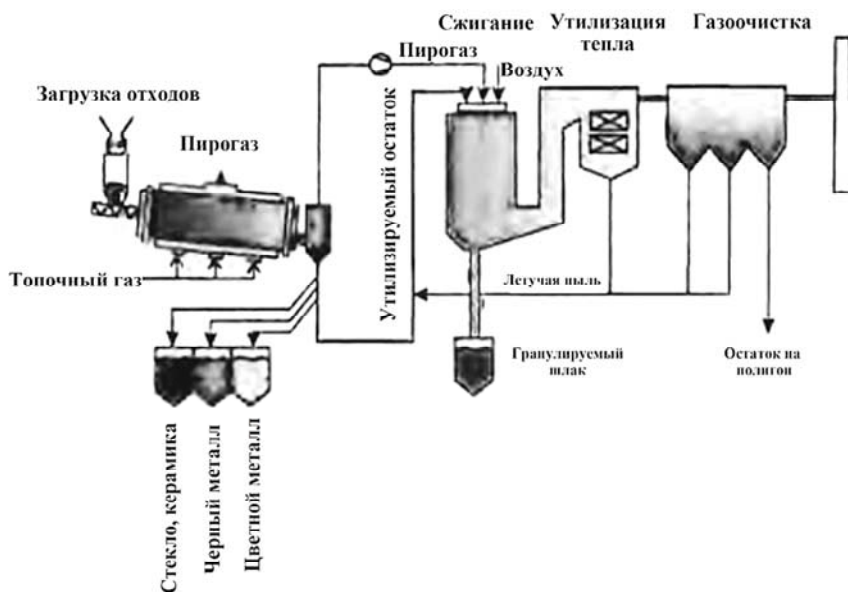 Сжигание
Утилизация
тепла
Газоочистка
Пирогаз
Воздух
Загрузка отходов
Пирогаз
Утилизируемый остаток
Топочный газ
Летучая пыль
Гранулируемый
шлак
Остаток на
полигон
Стекло, керамика
Черный металл
Цветной металл